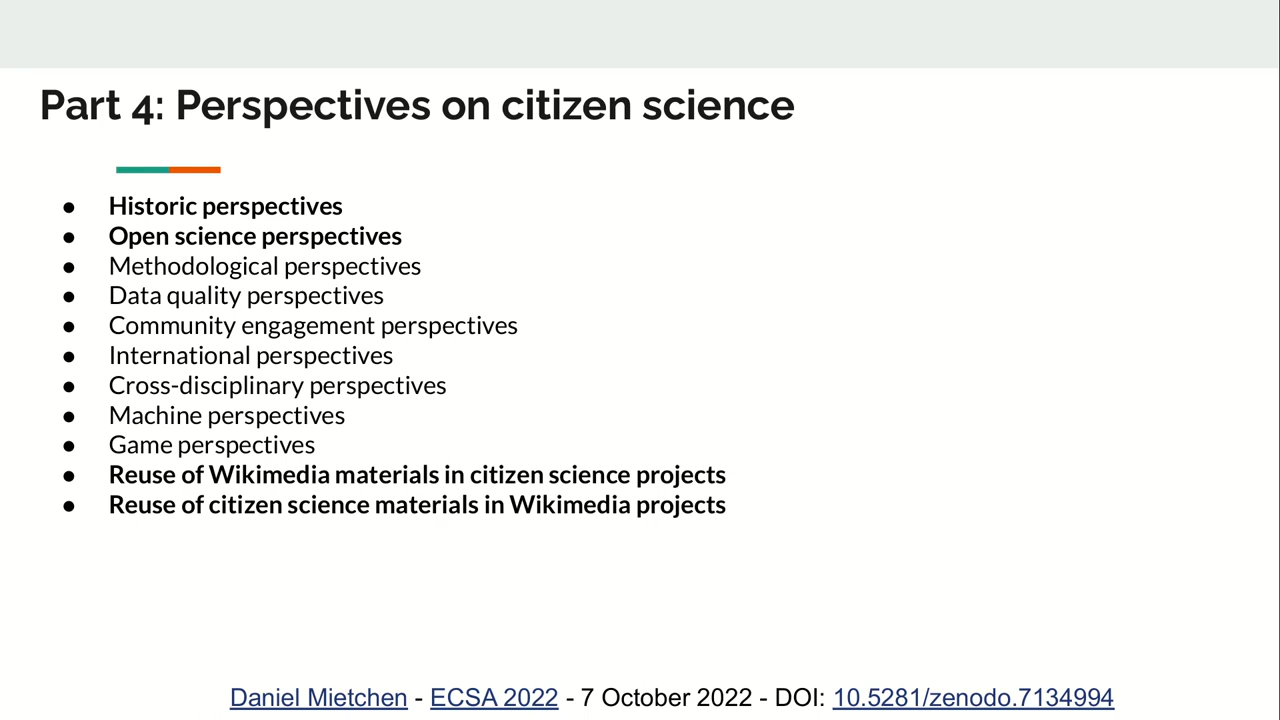 Part 4: Perspectives on citizen science
● Historic perspectives
● Open science perspectives
● Methodological perspectives
● Data quality perspectives
● Community engagement perspectives
● International perspectives
● Cross-disciplinary perspectives
● Machine perspectives
● Game perspectives
● Reuse of Wikimedia materials in citizen science projects
● Reuse of citizen science materials in Wikimedia projects
Daniel Mietchen - ECSA 2022 - 7 October 2022 - DOI: 10.5281/zenodo.7134994